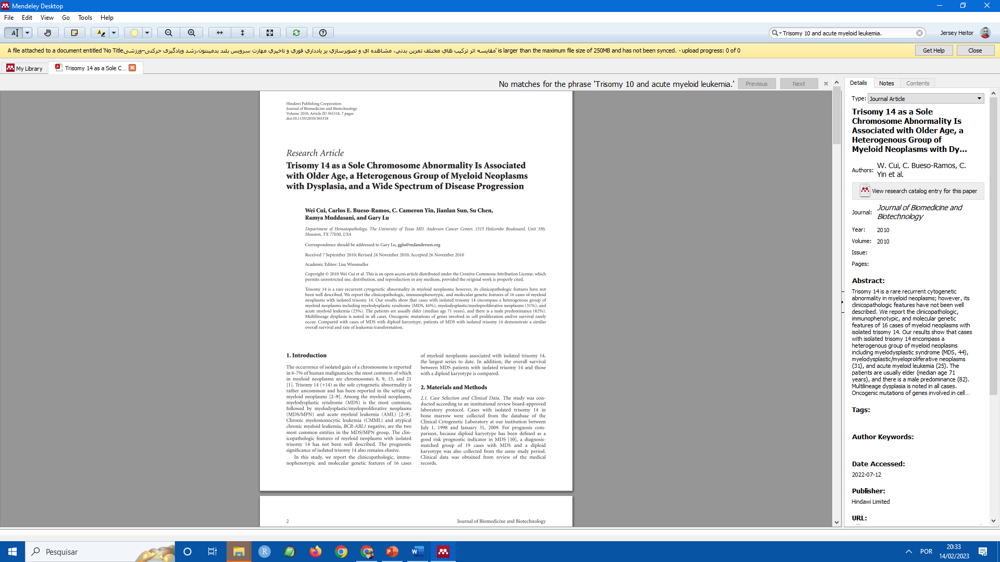 Mendeley Desktop
File Edit View Go Tools Help
Trisomy 10 and acute myeloid leukemia.
Jersey Heitor
A file attached to a document entitled 'No Titleمقایسه اثر ترکیب هاي مختلف تمرین بدنی، مشاهده اي و تصویرسازي بر یادداري فوري و تاخیري مهارت سرویس بلند بدمینتون،رشد ویادگیری حرکتی–ورزشی' is larger than the maximum file size of 250MB and has not been synced. - upload progress: 0 of 0
Get Help
Close
My Library
Trisomy 14 as a Sole C...
No matches for the phrase 'Trisomy 10 and acute myeloid leukemia.'
Previous
Next
Hindawi Publishing Corporation
Journal of Biomedicine and Biotechnology
Volume 2010, Article ID 365318, 7 pages
doi:10.1155/2010/365318
Research Article
Trisomy 14 as a Sole Chromosome Abnormality Is Associated
with Older Age, a Heterogenous Group of Myeloid Neoplasms
with Dysplasia, and a Wide Spectrum of Disease Progression
Wei Cui, Carlos E. Bueso-Ramos, C. Cameron Yin, Jianlan Sun, Su Chen,
Ramya Muddasani, and Gary Lu
Department of Hematopathology, The University of Texas MD. Anderson Cancer Center, 1515 Holcombe Bouleuard, Unit 350,
Houston, TX 77030, USA
Correspondence should be addressed to Gary Lu, gglu@mdanderson.org
Received 7 September 2010; Revised 24 November 2010; Accepted 26 November 2010
Academic Editor: Lisa Wiesmuller
Copyright © 2010 Wei Cui et al. This is an open access article distributed under the Creative Commons Attribution License, which
permits unrestricted use, distribution, and reproduction in any medium, provided the original work is properly cited.
Trisomy 14 is a rare recurrent cytogenetic abnormality in myeloid neoplasms; however, its clinicopathologic features have not
been well described. We report the clinicopathologic, immunophenotypic, and molecular genetic features of 16 cases of myeloid
neoplasms with isolated trisomy 14. Our results show that cases with isolated trisomy 14 encompass a heterogenous group of
myeloid neoplasms including myelodysplastic syndrome (MDS, 44%), myelodysplastic/myeloproliferative neoplasms (31%), and
acute myeloid leukemia (25%). The patients are usually elder (median age 71 years), and there is a male predominance (82%).
Multilineage dysplasia is noted in all cases. Oncogenic mutations of genes involved in cell proliferation and/or survival rarely
occur. Compared with cases of MDS with diploid karyotype, patients of MDS with isolated trisomy 14 demonstrate a similar
overall survival and rate of leukemia transformation.
1. Introduction
The occurrence of isolated gain of a chromosome is reported
in 6-7% of human malignancies; the most common of which
in myeloid neoplasms are chromosomes 8, 9, 13, and 21
[1]. Trisomy 14 (+14) as the sole cytogenetic abnormality is
rather uncommon and has been reported in the setting of
myeloid neoplasms [2–9]. Among the myeloid neoplasms,
myelodysplastic syndrome (MDS) is the most common,
followed by myelodysplastic/myeloproliferative neoplasms
(MDS/MPN) and acute myeloid leukemia (AML) [2–9].
Chronic myelomonocytic leukemia (CMML) and atypical
chronic myeloid leukemia, BCR-ABL1 negative, are the two
most common entities in the MDS/MPN group. The clin-
icopathologic features of myeloid neoplasms with isolated
trisomy 14 has not been well described. The prognostic
significance of isolated trisomy 14 also remains elusive.
In this study, we report the clinicopathologic, immu-
nophenotypic and molecular genetic features of 16 cases
of myeloid neoplasms associated with isolated trisomy 14,
the largest series to date. In addition, the overall survival
between MDS patients with isolated trisomy 14 and those
with a diploid karyotype is compared.
2. Materials and Methods
2.1. Case Selection and Clinical Data. The study was con-
ducted according to an institutional review board-approved
laboratory protocol. Cases with isolated trisomy 14 in
bone marrow were collected from the database of the
Clinical Cytogenetic Laboratory at our institution between
July 1, 1998 and January 31, 2009. For prognosis com-
parison, because diploid karyotype has been defined as a
good risk prognostic indicator in MDS [10], a diagnosis-
matched group of 19 cases with MDS and a diploid
karyotype was also collected from the same study period.
Clinical data was obtained from review of the medical
records.
2
Journal of Biomedicine and Biotechnology
Details Notes Contents
Type: Journal Article
Trisomy 14 as a Sole
Chromosome Abnormality Is
Associated with Older Age, a
Heterogenous Group of
Myeloid Neoplasms with Dy...
Authors: W. Cui, C. Bueso-Ramos, C.
Yin et al.
View research catalog entry for this paper
Journal: Journal of Biomedicine and
Biotechnology
Year: 2010
Volume: 2010
Issue:
Pages:
Abstract:
Trisomy 14 is a rare recurrent cytogenetic
abnormality in myeloid neoplasms; however, its
clinicopathologic features have not been well
described. We report the clinicopathologic,
immunophenotypic, and molecular genetic
features of 16 cases of myeloid neoplasms with
isolated trisomy 14. Our results show that cases
with isolated trisomy 14 encompass a
heterogenous group of myeloid neoplasms
including myelodysplastic syndrome (MDS, 44),
myelodysplastic/myeloproliferative neoplasms
(31), and acute myeloid leukemia (25). The
patients are usually elder (median age 71
years), and there is a male predominance (82).
Multilineage dysplasia is noted in all cases.
Oncogenic mutations of genes involved in cell...
Tags:
Author Keywords:
Date Accessed:
2022-07-12
Publisher:
Hindawi Limited
URL:
Pesquisar
POR
20:33
14/02/2023